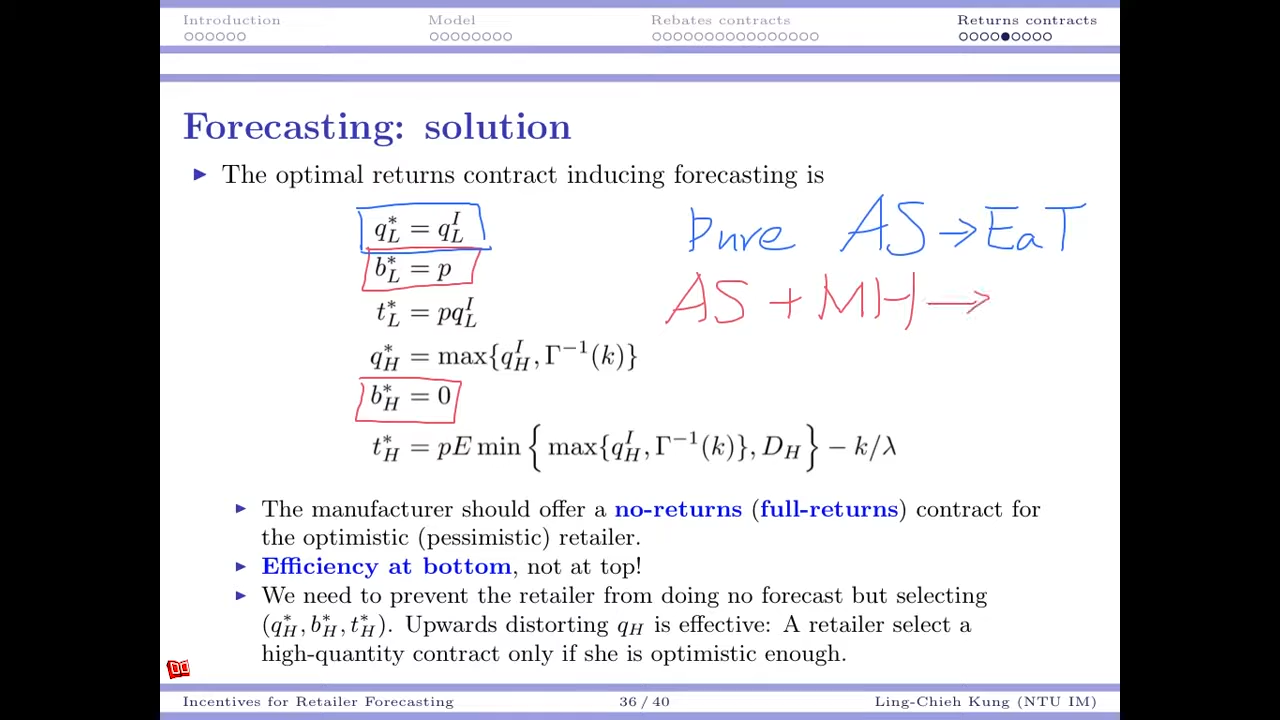 Introduction Model Rebates contracts Returns contracts
Forecasting: solution
▶ The optimal returns contract inducing forecasting is
q*_L = q^I_L
Pure AS → EaT
b*_L = p
AS + MH →
t*_L = pq^I_L
q*_H = max{q^I_H, Γ^{-1}(k)}
b*_H = 0
t*_H = pE min { max{q^I_H, Γ^{-1}(k)}, D_H } − k/λ
▶ The manufacturer should offer a no-returns (full-returns) contract for
the optimistic (pessimistic) retailer.
▶ Efficiency at bottom, not at top!
▶ We need to prevent the retailer from doing no forecast but selecting
(q*_H, b*_H, t*_H). Upwards distorting q_H is effective: A retailer select a
high-quantity contract only if she is optimistic enough.
Incentives for Retailer Forecasting 36 / 40 Ling-Chieh Kung (NTU IM)